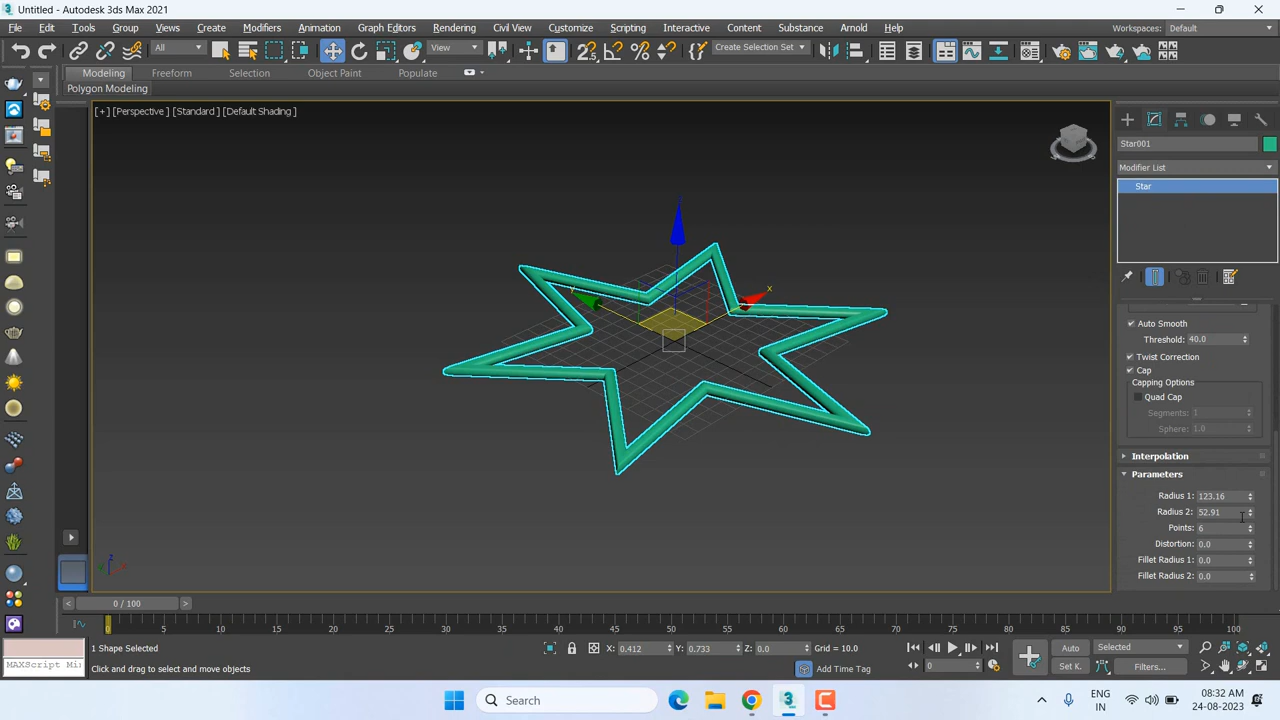 Untitled - Autodesk 3ds Max 2021
File Edit Tools Group Views Create Modifiers Animation Graph Editors Rendering Civil View Customize Scripting Interactive Content Substance Arnold Help
Workspaces: Default
All
View
Create Selection Set
Modeling Freeform Selection Object Paint Populate
Polygon Modeling
[+] [Perspective ] [Standard ] [Default Shading ]
Star001
Modifier List
Star
x
y
z
Auto Smooth
Threshold: 40.0
Twist Correction
Cap
Capping Options
Quad Cap
Segments: 1
Sphere: 1.0
Interpolation
Parameters
Radius 1: 123.16
Radius 2: 52.91
Points: 6
Distortion: 0.0
Fillet Radius 1: 0.0
Fillet Radius 2: 0.0
< 0 / 100 >
0 5 10 15 20 25 30 35 40 45 50 55 60 65 70 75 80 85 90 95 100
1 Shape Selected
X: 0.412 Y: 0.733 Z: 0.0 Grid = 10.0
Auto Selected
MAXScript Mi
Click and drag to select and move objects
Add Time Tag
0
Set K. Filters...
Search
ENG
IN
08:32 AM
24-08-2023